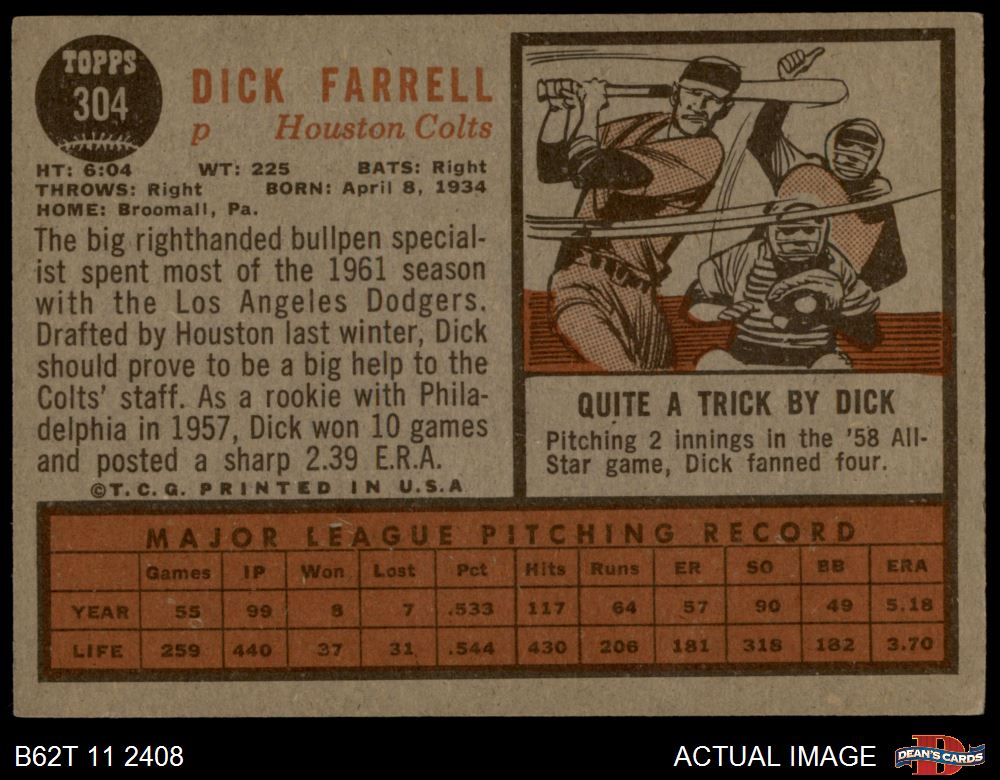 TOPPS
304
DICK FARRELL
p Houston Colts
HT: 6:04 WT: 225 BATS: Right
THROWS: Right BORN: April 8, 1934
HOME: Broomall, Pa.
The big righthanded bullpen special-
ist spent most of the 1961 season
with the Los Angeles Dodgers.
Drafted by Houston last winter, Dick
should prove to be a big help to the
Colts' staff. As a rookie with Phila-
delphia in 1957, Dick won 10 games
and posted a sharp 2.39 E.R.A.
©T.C.G. PRINTED IN U.S.A
QUITE A TRICK BY DICK
Pitching 2 innings in the '58 All-
Star game, Dick fanned four.
MAJOR LEAGUE PITCHING RECORD
Games IP Won Lost Pct Hits Runs ER SO BB ERA
YEAR 55 99 8 7 .533 117 64 57 90 49 5.18
LIFE 259 440 37 31 .544 430 206 181 318 182 3.70
B62T 11 2408 ACTUAL IMAGE
D
DEAN'S CARDS